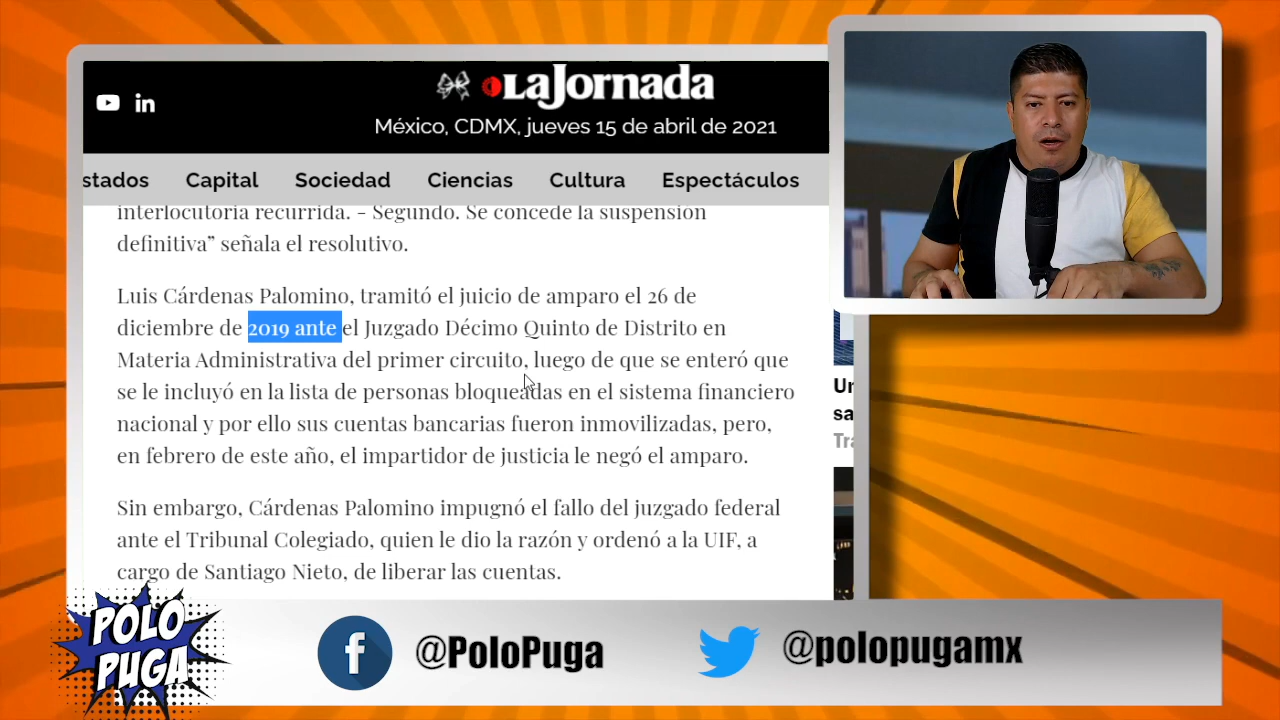 La Jornada
México, CDMX, jueves 15 de abril de 2021
stados Capital Sociedad Ciencias Cultura Espectáculos
interlocutoria recurrida. - Segundo. Se concede la suspensión
definitiva” señala el resolutivo.
Luis Cárdenas Palomino, tramitó el juicio de amparo el 26 de
diciembre de 2019 ante el Juzgado Décimo Quinto de Distrito en
Materia Administrativa del primer circuito, luego de que se enteró que
se le incluyó en la lista de personas bloqueadas en el sistema financiero
nacional y por ello sus cuentas bancarias fueron inmovilizadas, pero,
en febrero de este año, el impartidor de justicia le negó el amparo.
Sin embargo, Cárdenas Palomino impugnó el fallo del juzgado federal
ante el Tribunal Colegiado, quien le dio la razón y ordenó a la UIF, a
cargo de Santiago Nieto, de liberar las cuentas.
Un
sa
Tra
POLO
PUGA
@PoloPuga
@polopugamx